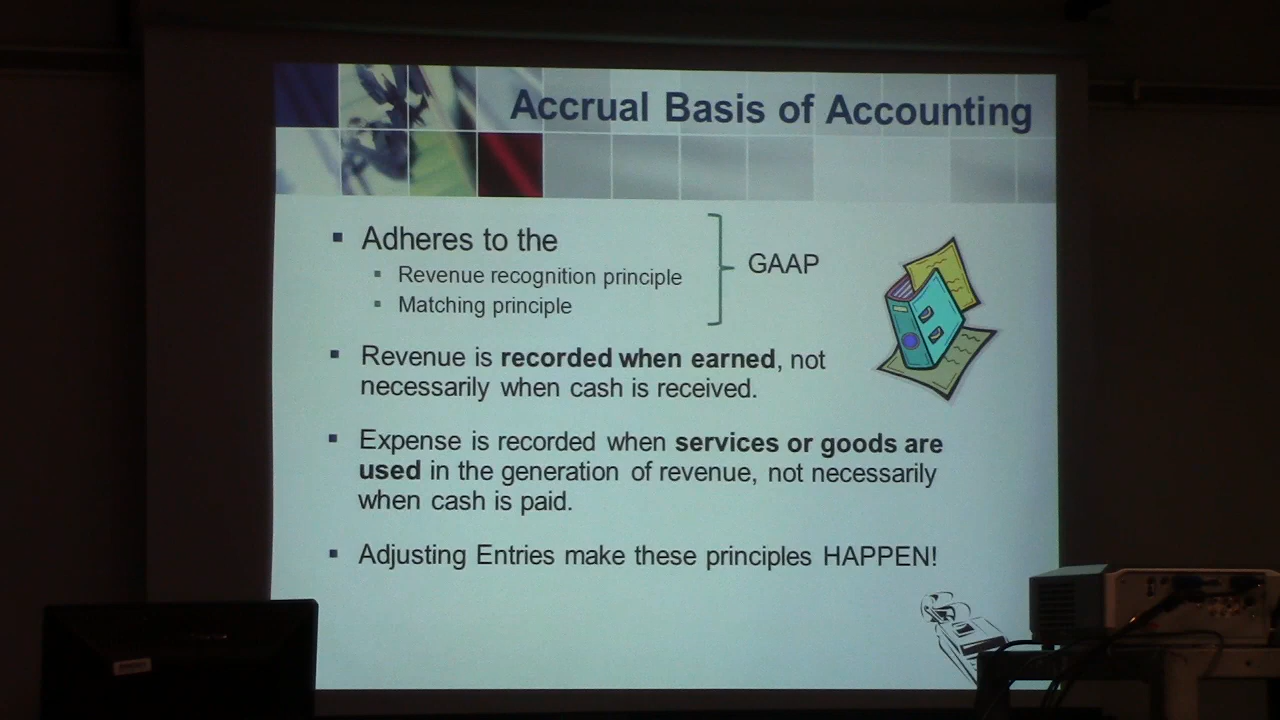 Accrual Basis of Accounting
Adheres to the
Revenue recognition principle
Matching principle
GAAP
Revenue is recorded when earned, not
necessarily when cash is received.
Expense is recorded when services or goods are
used in the generation of revenue, not necessarily
when cash is paid.
Adjusting Entries make these principles HAPPEN!